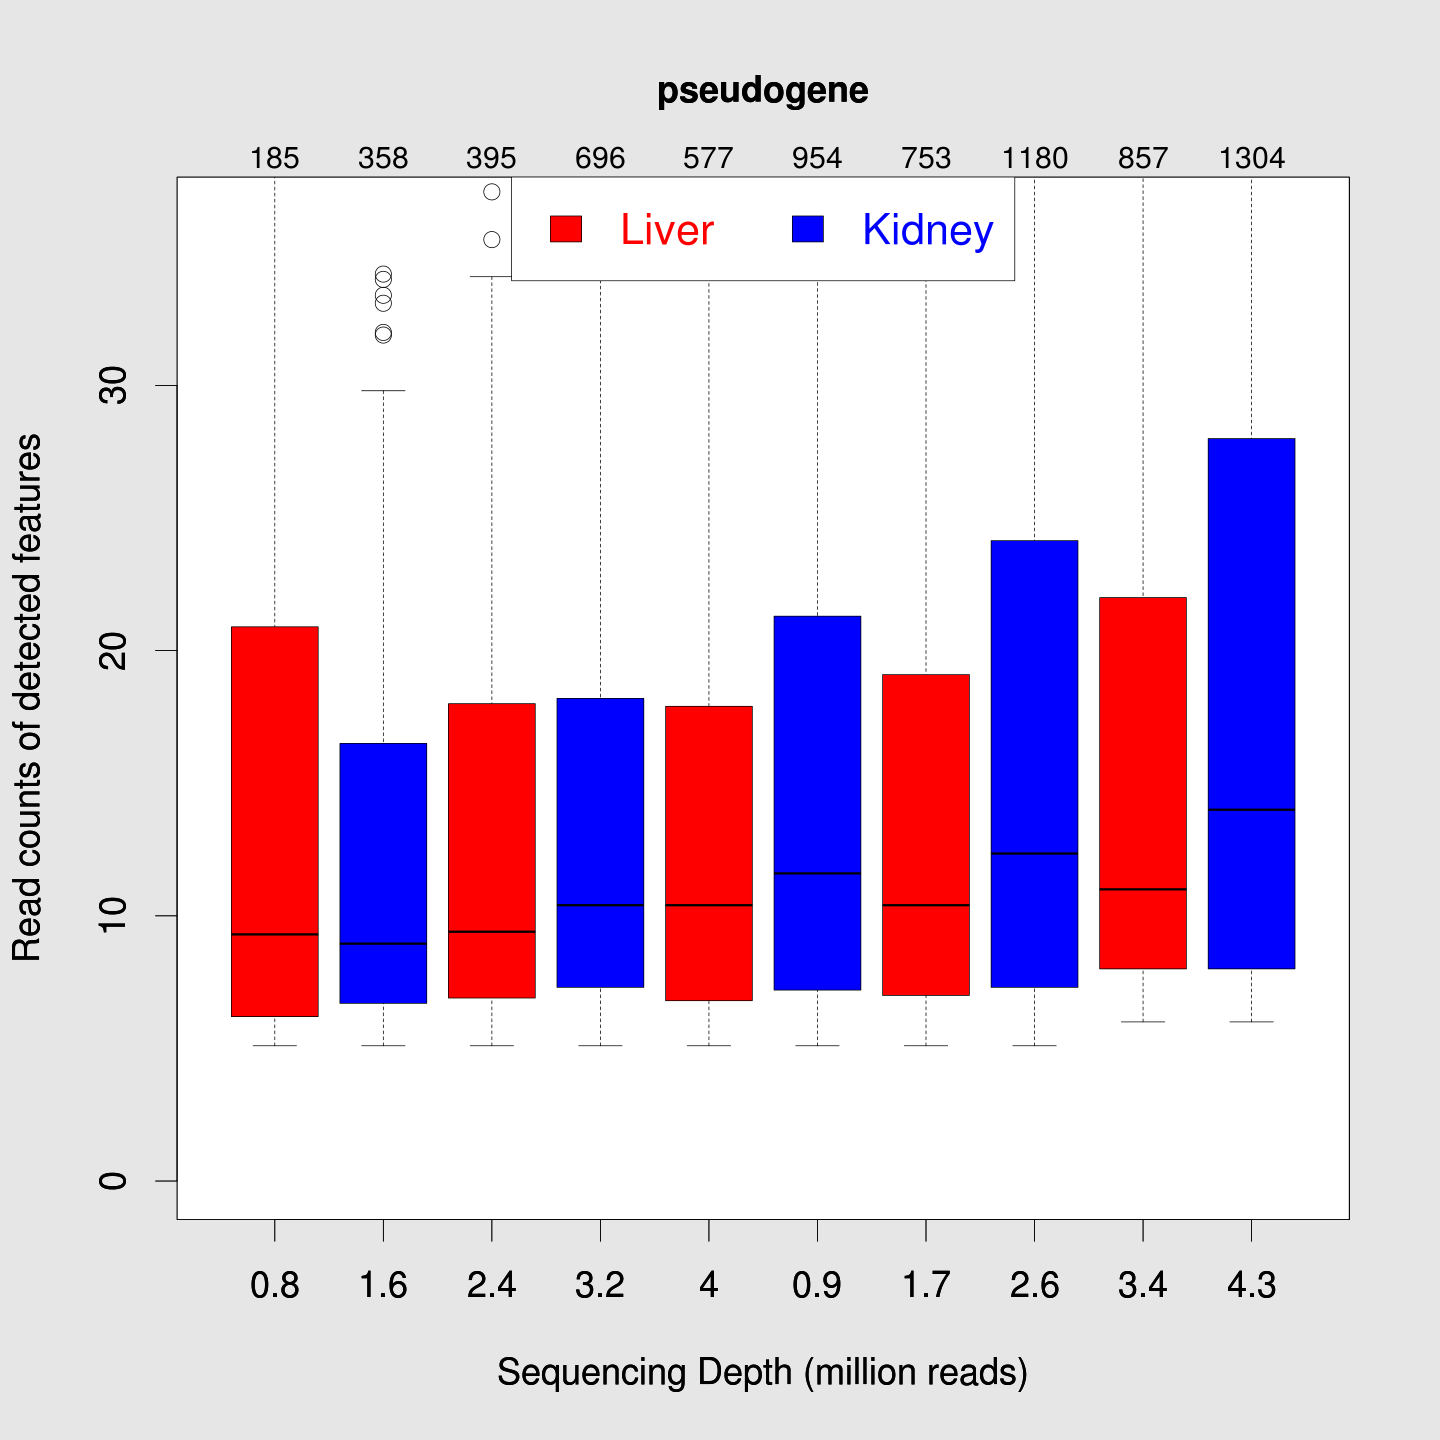 pseudogene
185 358 395 696 577 954 753 1180 857 1304
Liver Kidney
30
20
10
0
Read counts of detected features
0.8 1.6 2.4 3.2 4 0.9 1.7 2.6 3.4 4.3
Sequencing Depth (million reads)